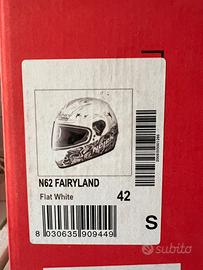 N62 FAIRYLAND
Flat White
42
8 030635 909449
S
subito